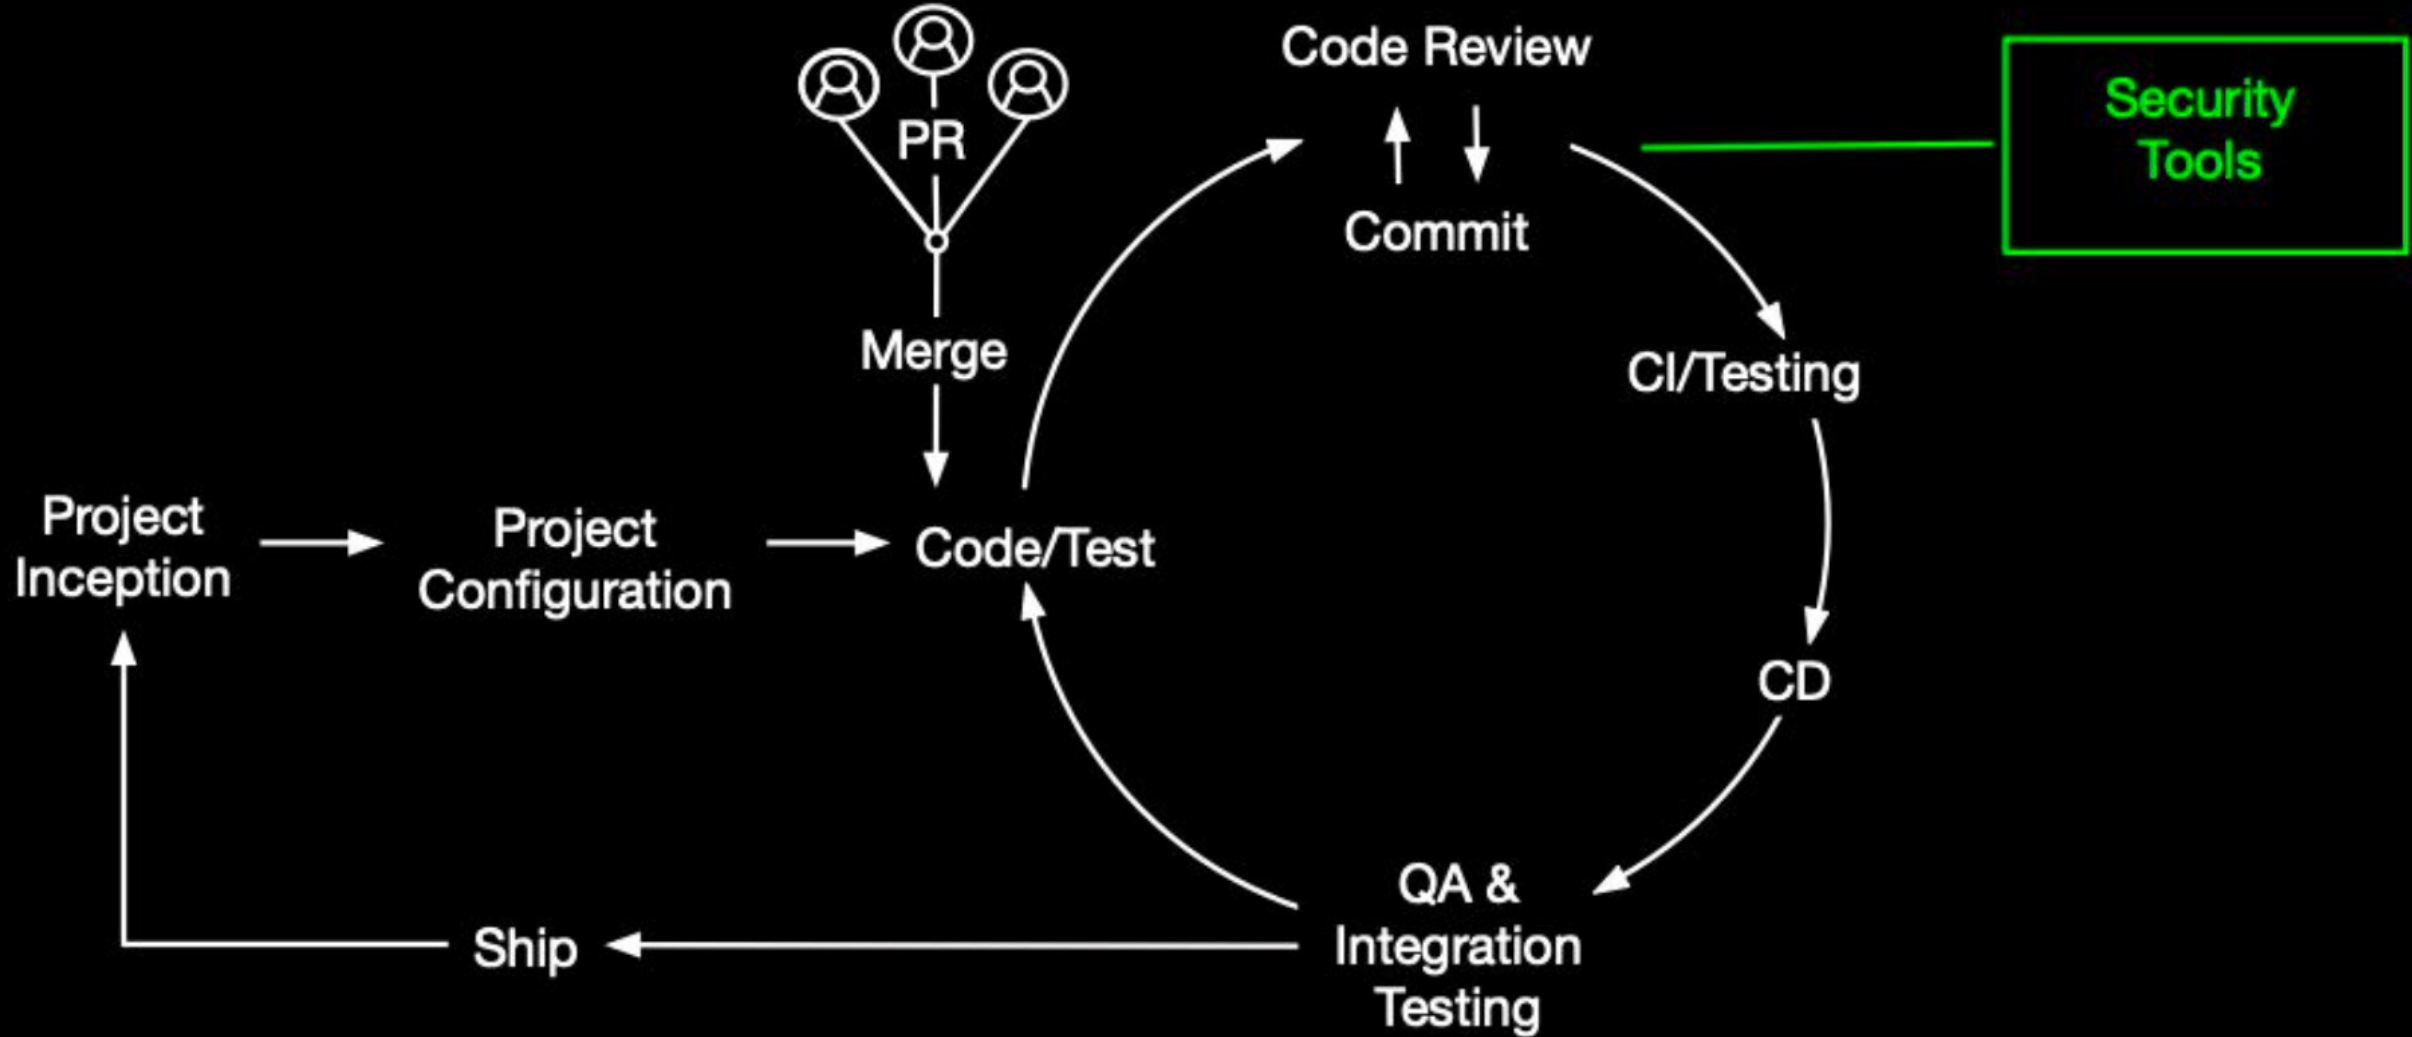 PR
Merge
Code Review
Commit
Security
Tools
CI/Testing
Project
Inception
Project
Configuration
Code/Test
CD
QA &
Integration
Testing
Ship